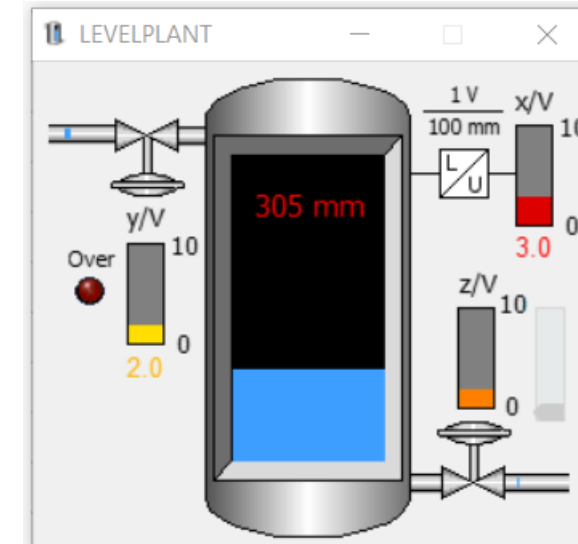 LEVELPLANT
1 V
100 mm
x/V
10
L
U
305 mm
0
3.0
y/V
10
Over
0
2.0
z/V
10
0